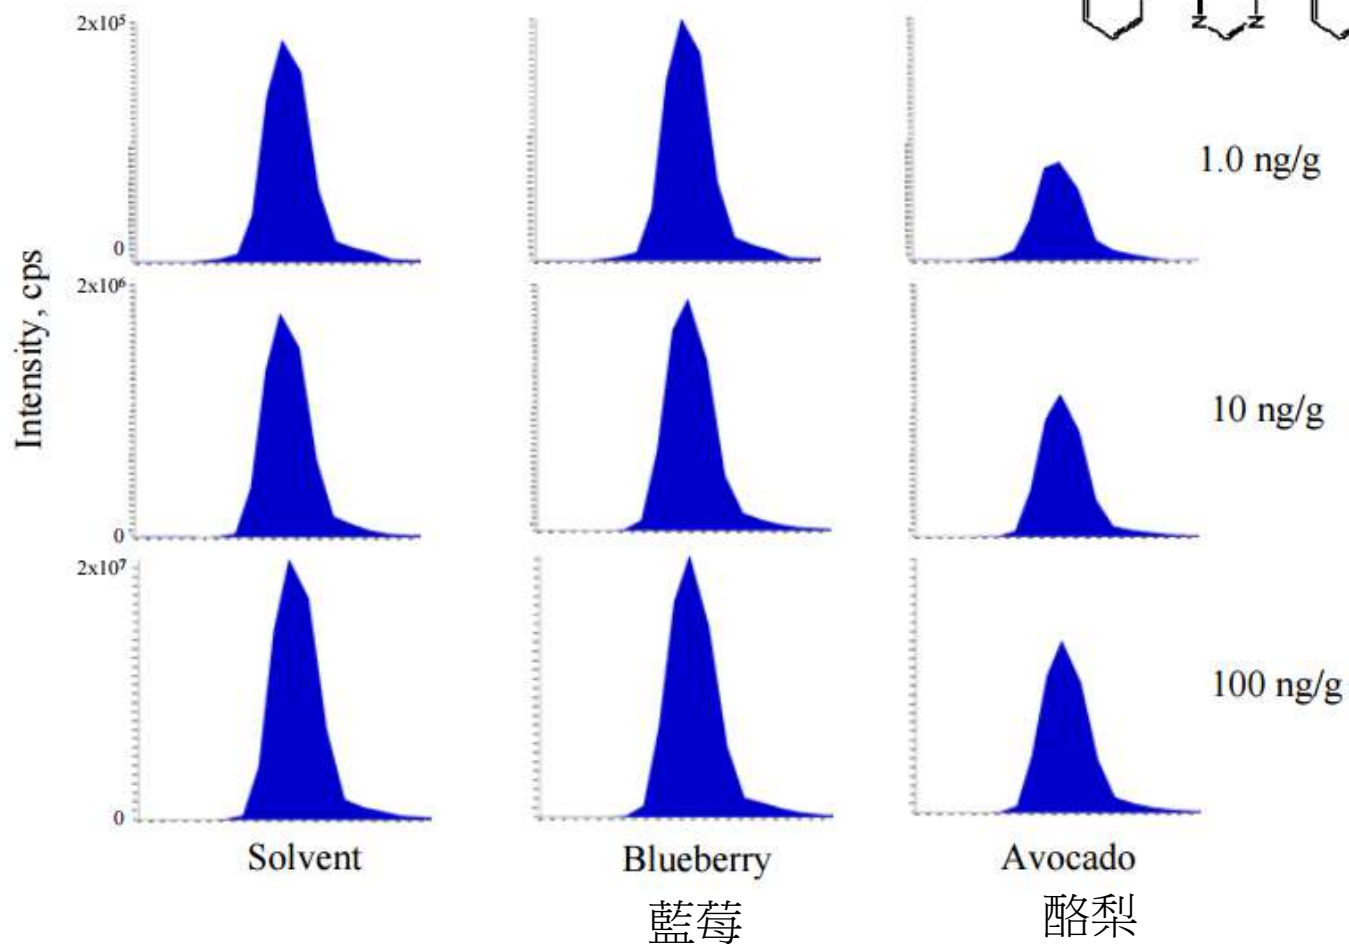 2x10⁵
0
1.0 ng/g
2x10⁶
0
10 ng/g
2x10⁷
0
100 ng/g
Intensity, cps
N N
Solvent Blueberry Avocado
藍莓 酪梨